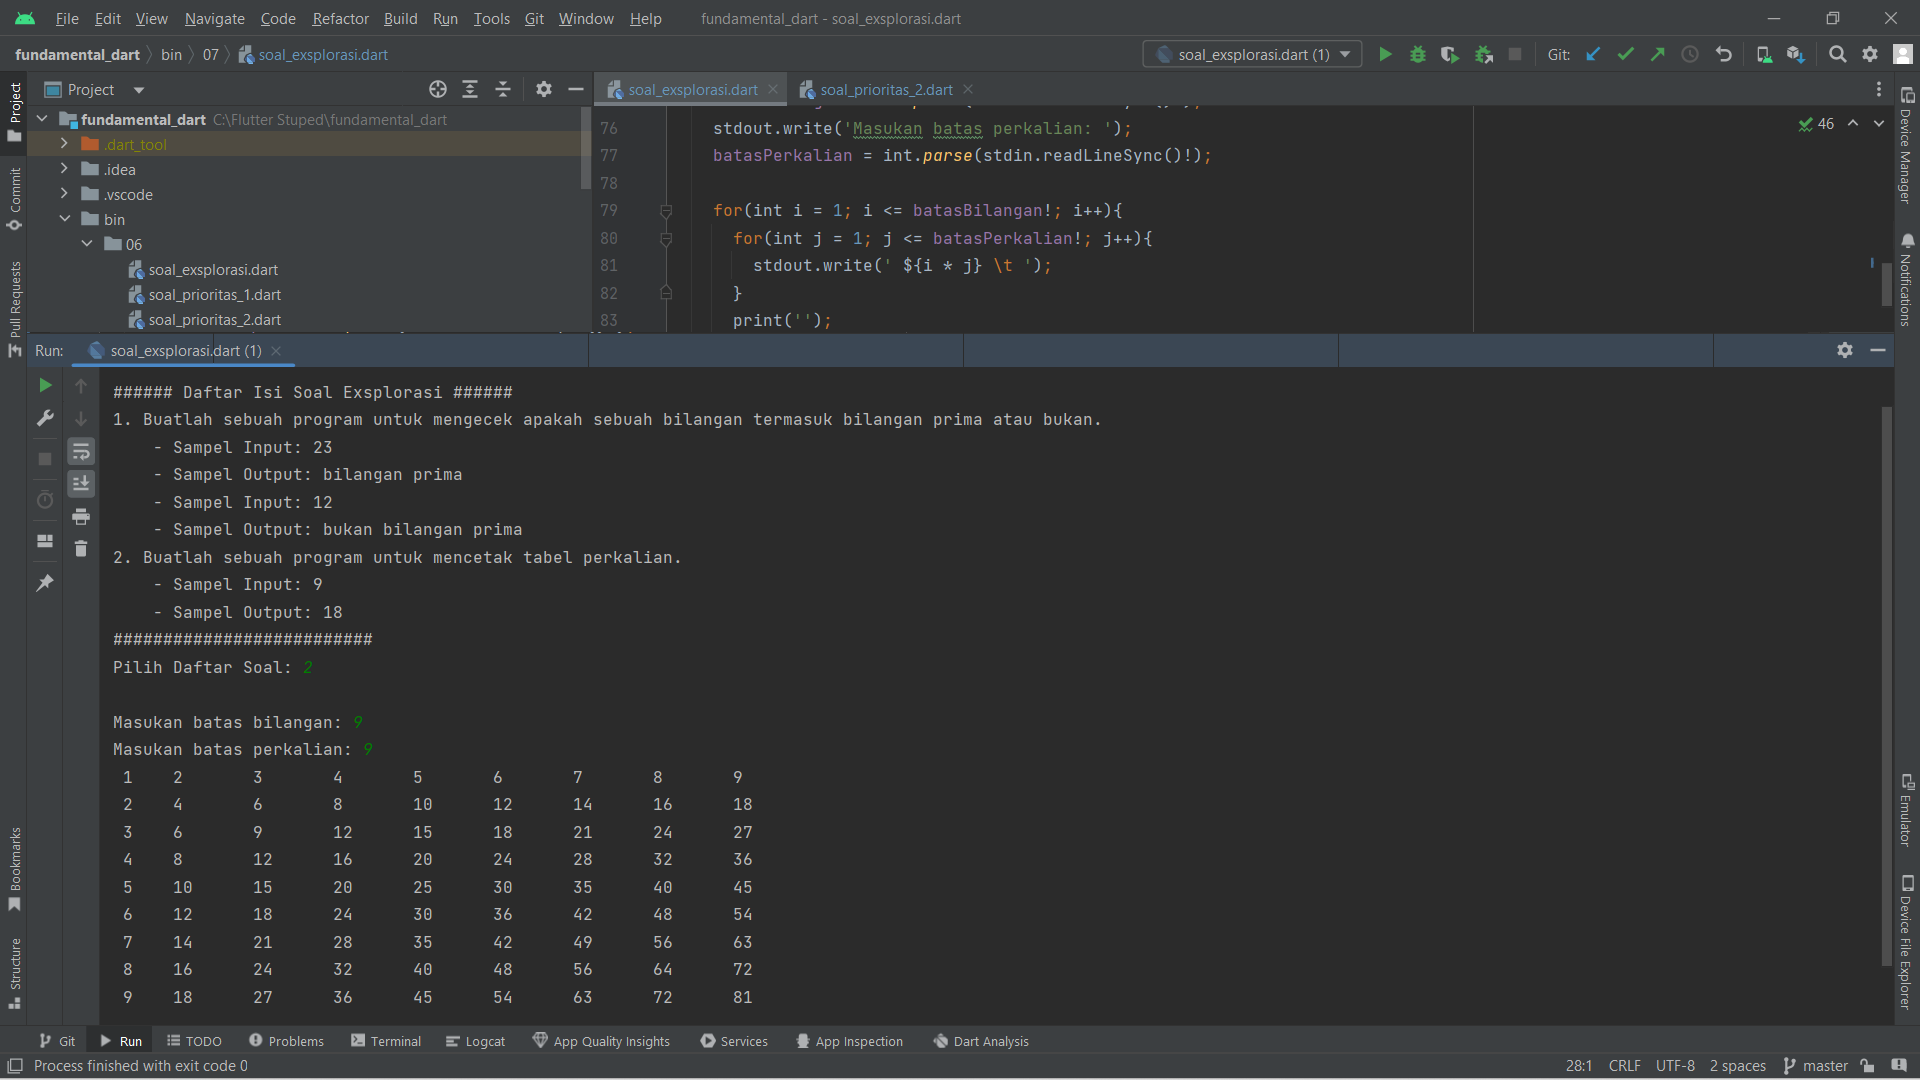 File Edit View Navigate Code Refactor Build Run Tools Git Window Help fundamental_dart - soal_exsplorasi.dart
fundamental_dart bin 07 soal_exsplorasi.dart soal_exsplorasi.dart (1) Git:
Project
Commit
Pull Requests
Bookmarks
Structure
Project
fundamental_dart C:\Flutter Stuped\fundamental_dart
.dart_tool
.idea
.vscode
bin
06
soal_exsplorasi.dart
soal_prioritas_1.dart
soal_prioritas_2.dart
soal_exsplorasi.dart soal_prioritas_2.dart
46
76 stdout.write('Masukan batas perkalian: ');
77 batasPerkalian = int.parse(stdin.readLineSync()!);
78
79 for(int i = 1; i <= batasBilangan!; i++){
80 for(int j = 1; j <= batasPerkalian!; j++){
81 stdout.write(' ${i * j} \t ');
82 }
83 print('');
Device Manager
Notifications
Emulator
Device File Explorer
Run: soal_exsplorasi.dart (1)
###### Daftar Isi Soal Exsplorasi ######
1. Buatlah sebuah program untuk mengecek apakah sebuah bilangan termasuk bilangan prima atau bukan.
- Sampel Input: 23
- Sampel Output: bilangan prima
- Sampel Input: 12
- Sampel Output: bukan bilangan prima
2. Buatlah sebuah program untuk mencetak tabel perkalian.
- Sampel Input: 9
- Sampel Output: 18
##########################
Pilih Daftar Soal: 2
Masukan batas bilangan: 9
Masukan batas perkalian: 9
1 2 3 4 5 6 7 8 9
2 4 6 8 10 12 14 16 18
3 6 9 12 15 18 21 24 27
4 8 12 16 20 24 28 32 36
5 10 15 20 25 30 35 40 45
6 12 18 24 30 36 42 48 54
7 14 21 28 35 42 49 56 63
8 16 24 32 40 48 56 64 72
9 18 27 36 45 54 63 72 81
Git Run TODO Problems Terminal Logcat App Quality Insights Services App Inspection Dart Analysis
Process finished with exit code 0 28:1 CRLF UTF-8 2 spaces master